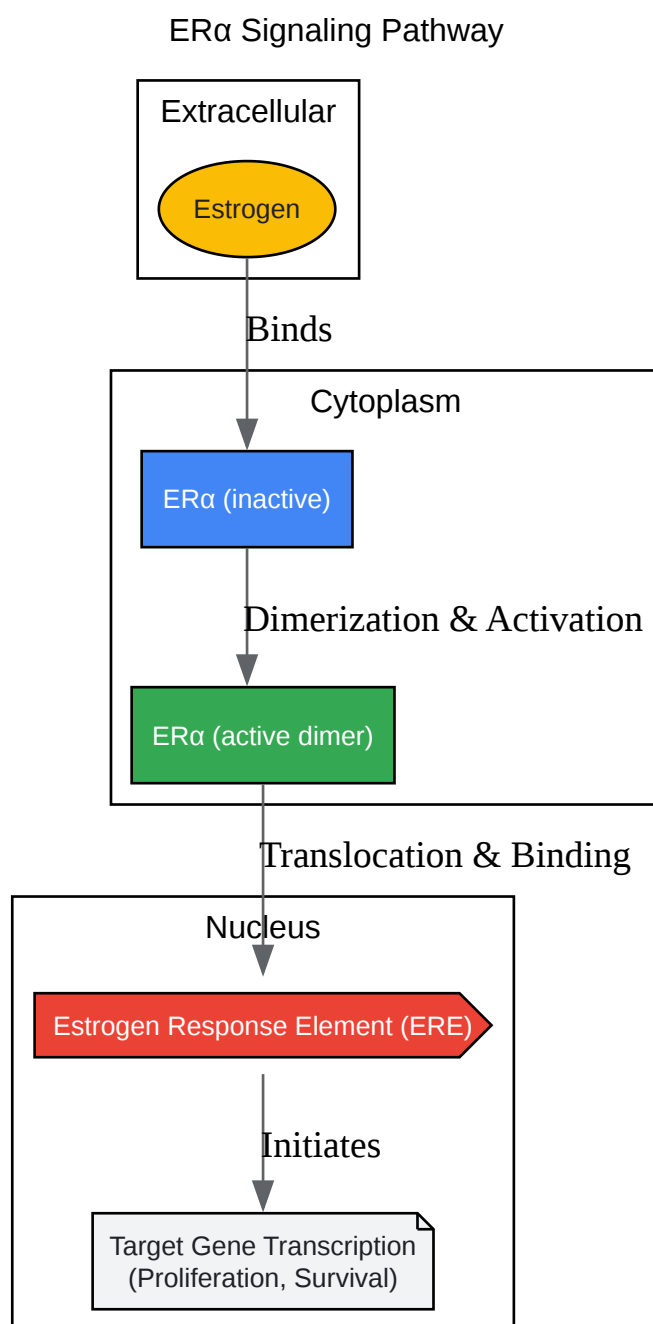 ERα Signaling Pathway
Extracellular
Estrogen
Binds
Cytoplasm
ERα (inactive)
Dimerization & Activation
ERα (active dimer)
Translocation & Binding
Nucleus
Estrogen Response Element (ERE)
Initiates
Target Gene Transcription
(Proliferation, Survival)